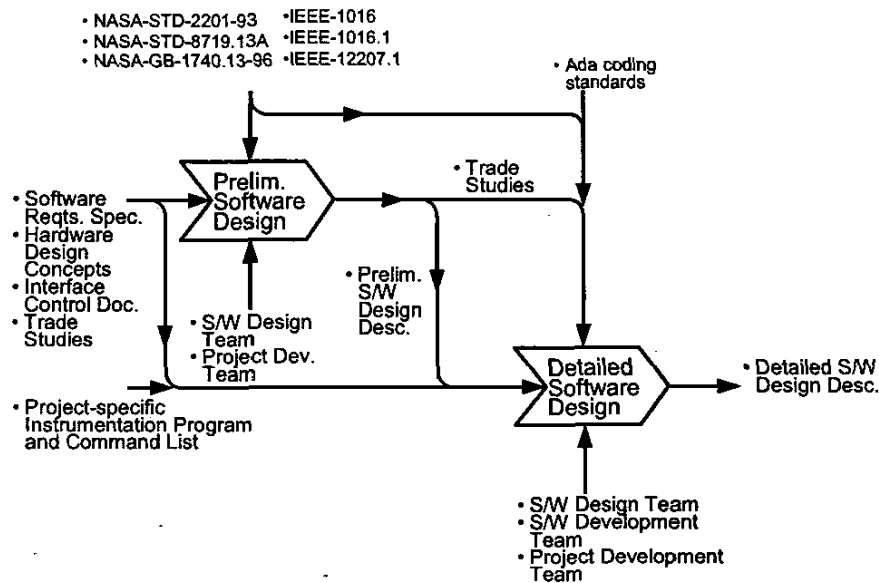 • NASA-STD-2201-93
• NASA-STD-8719.13A
• NASA-GB-1740.13-96
•IEEE-1016
•IEEE-1016.1
•IEEE-12207.1
• Ada coding
standards
Prelim.
Software
Design
• Trade
Studies
• Software
Reqts. Spec.
• Hardware
Design
Concepts
• Interface
Control Doc.
• Trade
Studies
• S/W Design
Team
• Project Dev.
Team
• Prelim.
S/W
Design
Desc.
Detailed
Software
Design
• Detailed S/W
Design Desc.
• Project-specific
Instrumentation Program
and Command List
• S/W Design Team
• S/W Development
Team
• Project Development
Team